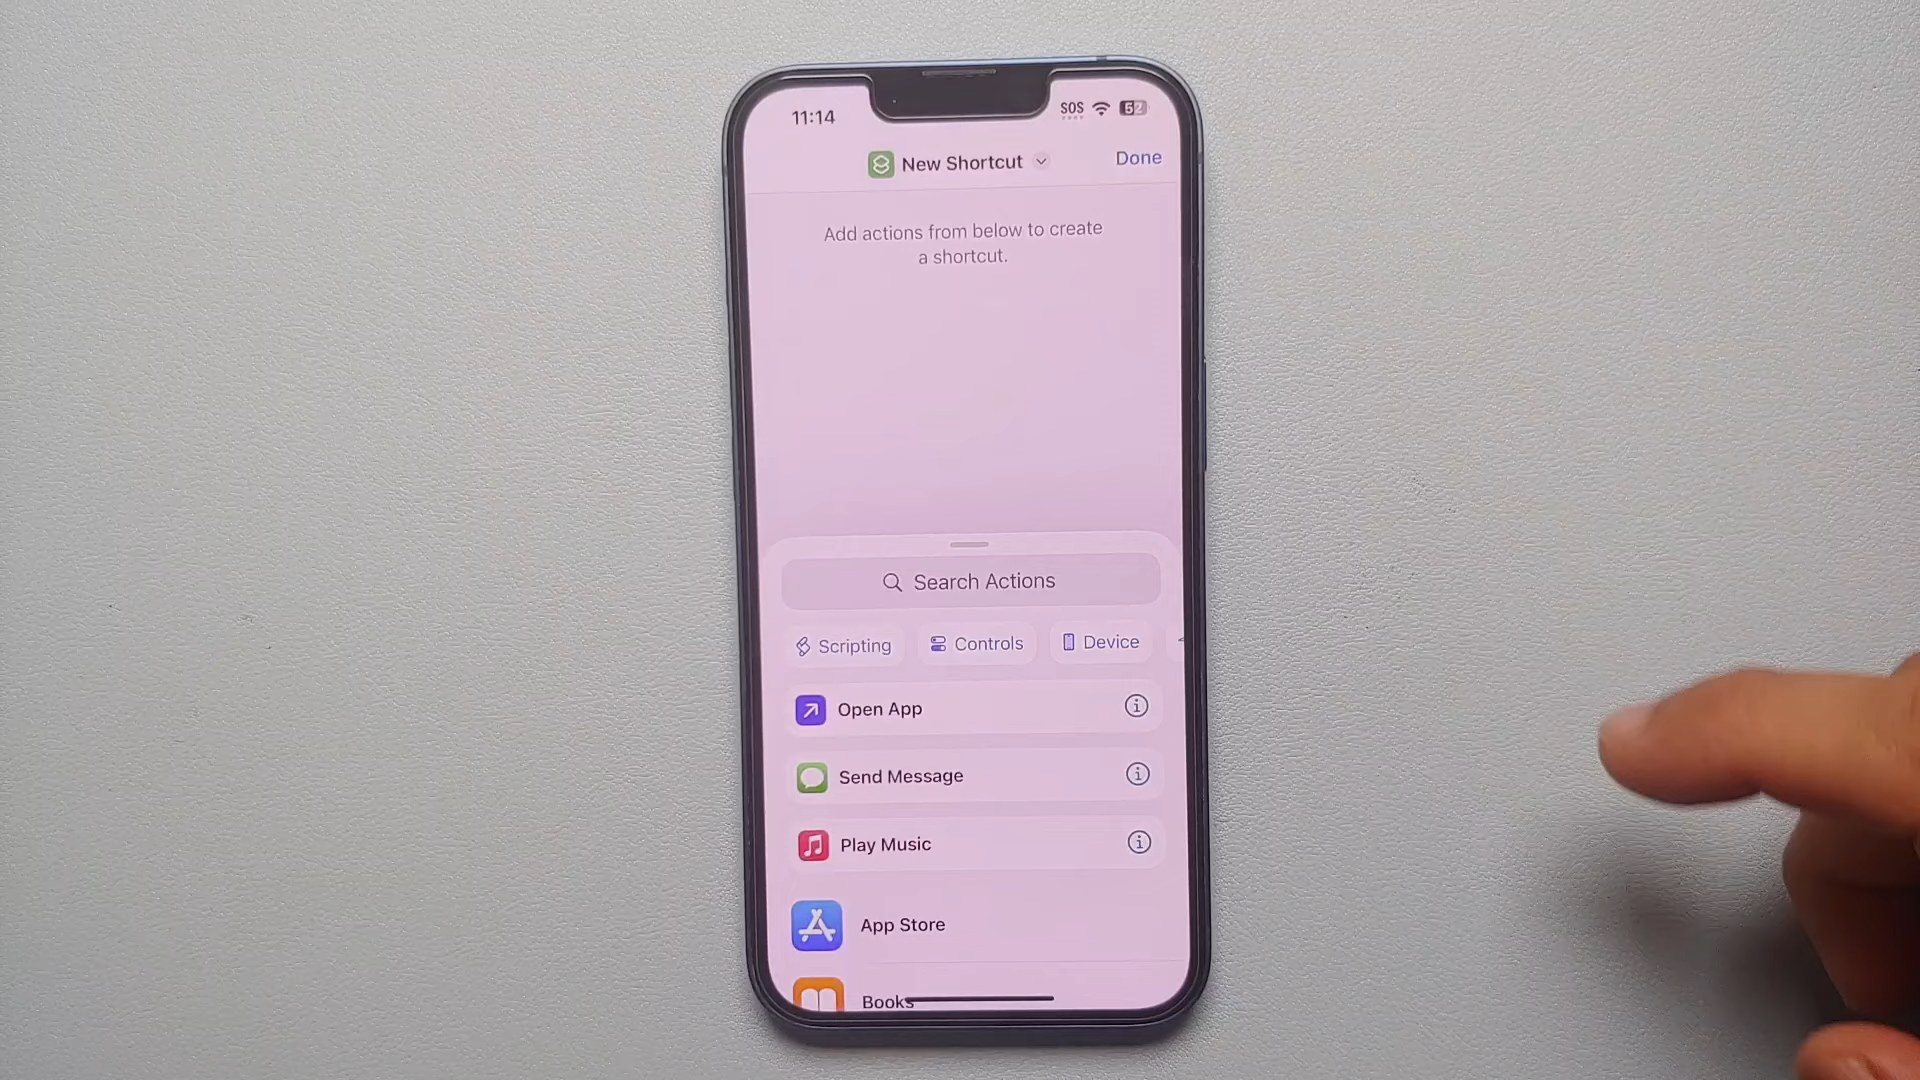 11:14
SOS
52
New Shortcut
Done
Add actions from below to create
a shortcut.
Search Actions
Scripting
Controls
Device
Open App
Send Message
Play Music
App Store
Books